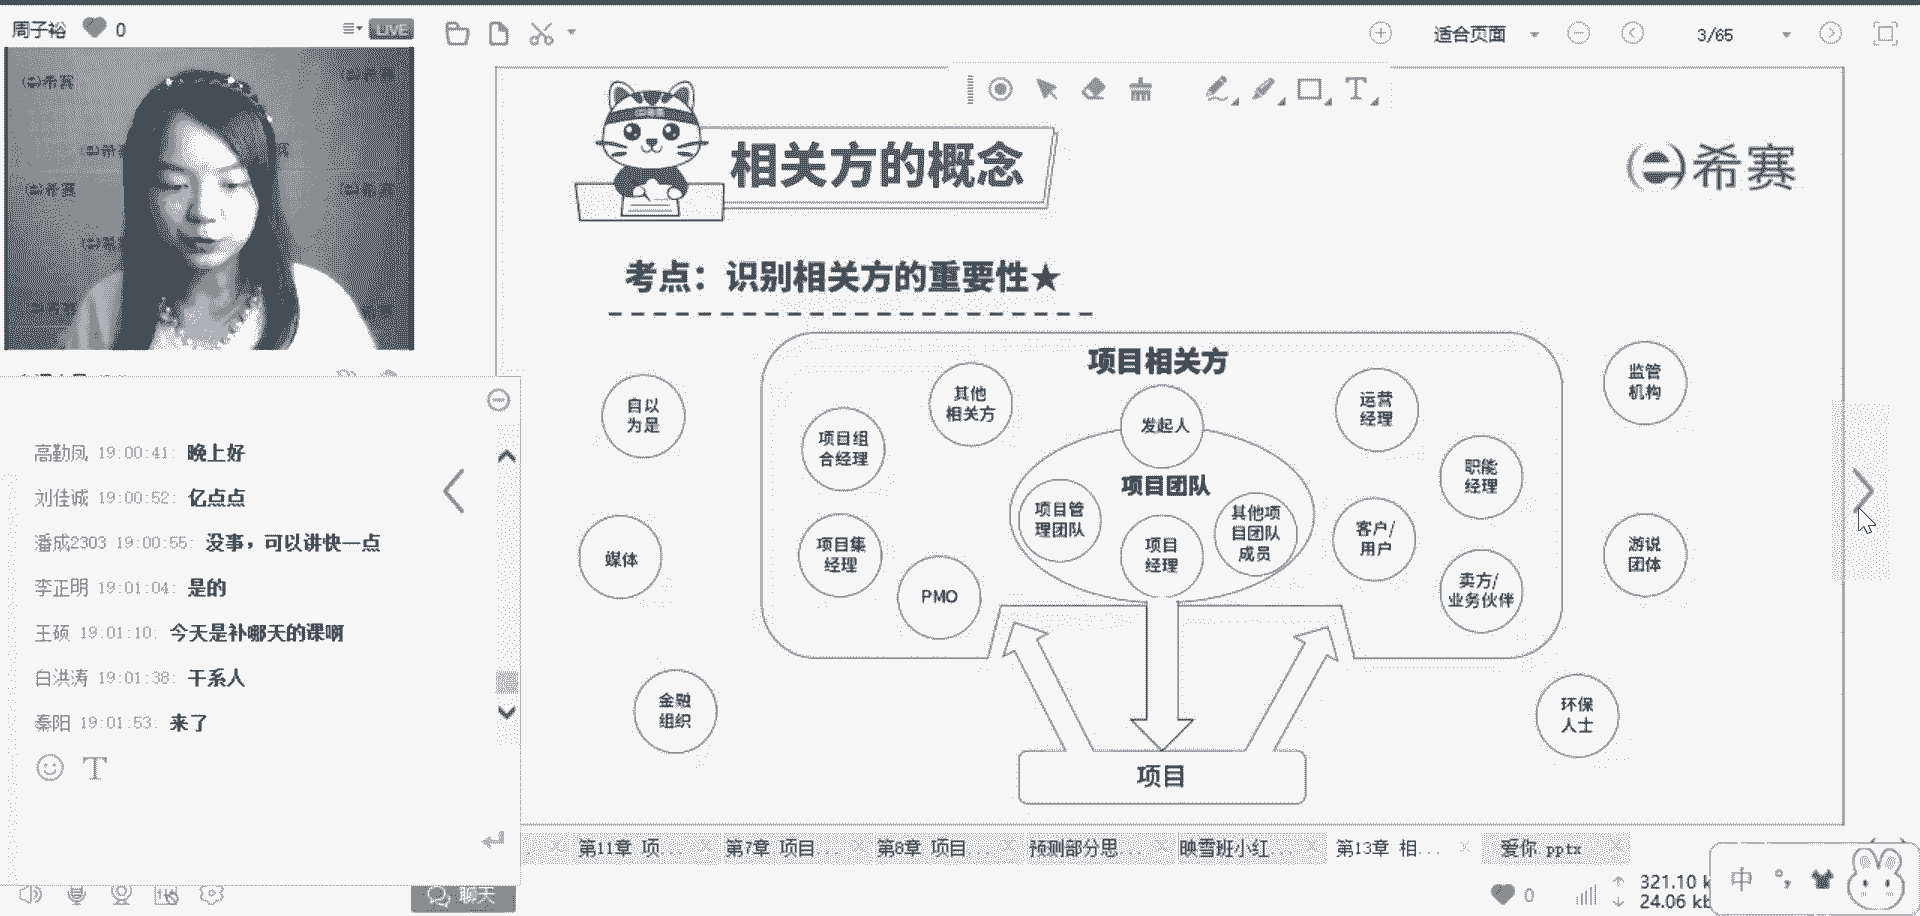 周子裕 0
LIVE
适合页面
3/65
希赛
希赛
希赛
希赛
相关方的概念
希赛
考点：识别相关方的重要性★
项目相关方
自以
为是
其他
相关方
发起人
运营
经理
监管
机构
项目组
合经理
项目团队
职能
经理
项目管
理团队
项目
经理
其他项
目团队
成员
客户/
用户
媒体
项目集
经理
PMO
卖方/
业务伙伴
游说
团体
金融
组织
环保
人士
项目
高勤凤 19:00:41: 晚上好
刘佳诚 19:00:52: 亿点点
潘成2303 19:00:55: 没事，可以讲快一点
李正明 19:01:04: 是的
王硕 19:01:10: 今天是补哪天的课啊
白洪涛 19:01:38: 干系人
秦阳 19:01:53: 来了
第11章 项...
第7章 项目...
第8章 项目...
预测部分思...
映雪班小红...
第13章 相...
爱你.pptx
聊天
0
321.10 k
24.06 kb
中